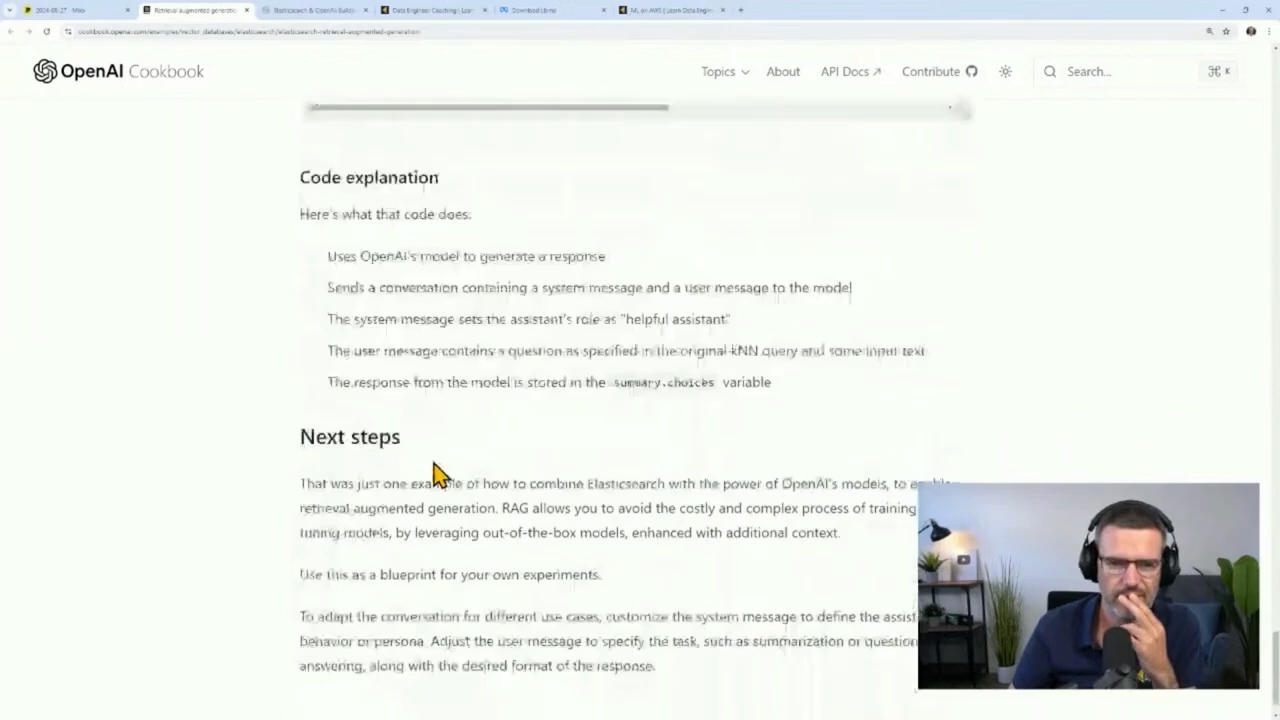 2024-05-27 - Miro
Retrieval augmented generatio
Elasticsearch & OpenAI Buildi
Data Engineer Coaching | Lear
Download Llama
ML on AWS | Learn Data Engin
cookbook.openai.com/examples/vector_databases/elasticsearch/elasticsearch-retrieval-augmented-generation
OpenAI Cookbook
Topics
About
API Docs
Contribute
Search...
⌘ K
Code explanation
Here's what that code does:
Uses OpenAI's model to generate a response
Sends a conversation containing a system message and a user message to the model
The system message sets the assistant's role as "helpful assistant"
The user message contains a question as specified in the original kNN query and some input text
The response from the model is stored in the summary.choices variable
Next steps
That was just one example of how to combine Elasticsearch with the power of OpenAI's models, to enable
retrieval augmented generation. RAG allows you to avoid the costly and complex process of training
tuning models, by leveraging out-of-the-box models, enhanced with additional context.
Use this as a blueprint for your own experiments.
To adapt the conversation for different use cases, customize the system message to define the assist
behavior or persona. Adjust the user message to specify the task, such as summarization or question
answering, along with the desired format of the response.